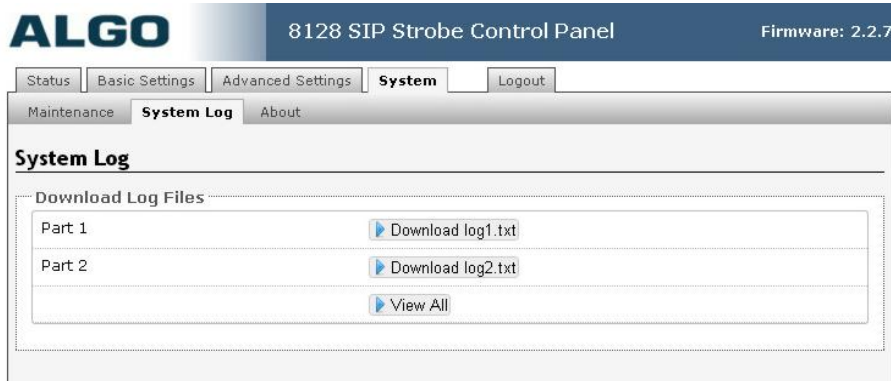 ALGO
8128 SIP Strobe Control Panel
Firmware: 2.2.7
Status Basic Settings Advanced Settings System Logout
Maintenance System Log About
System Log
Download Log Files
Part 1 Download log1.txt
Part 2 Download log2.txt
View All